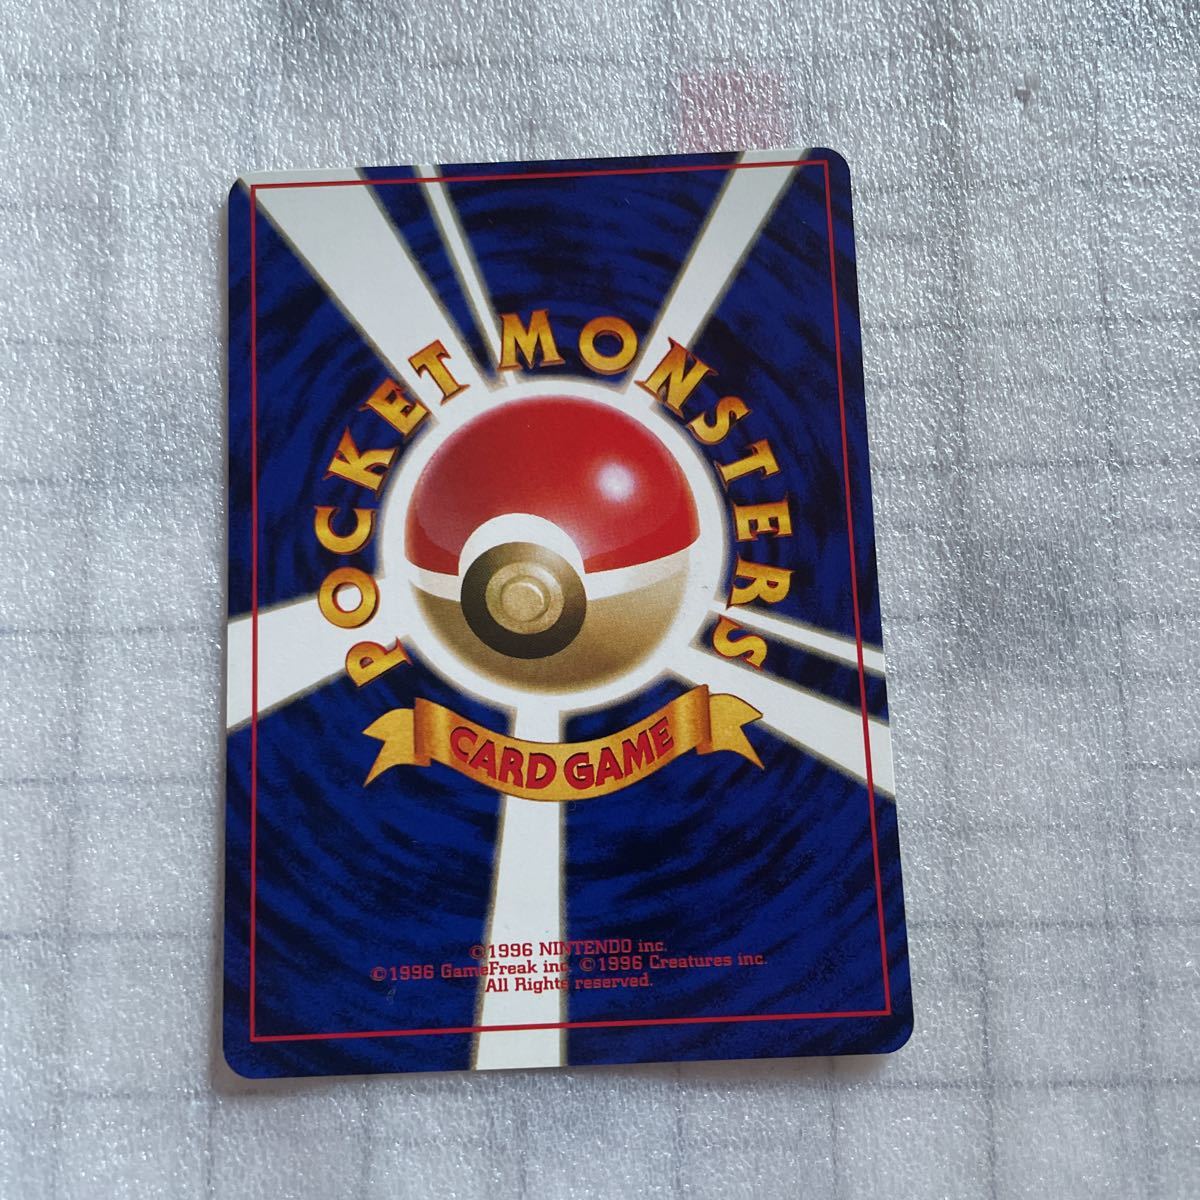 POCKET MONSTERS
CARD GAME
©1996 NINTENDO inc.
©1996 GameFreak inc. ©1996 Creatures inc.
All Rights reserved.